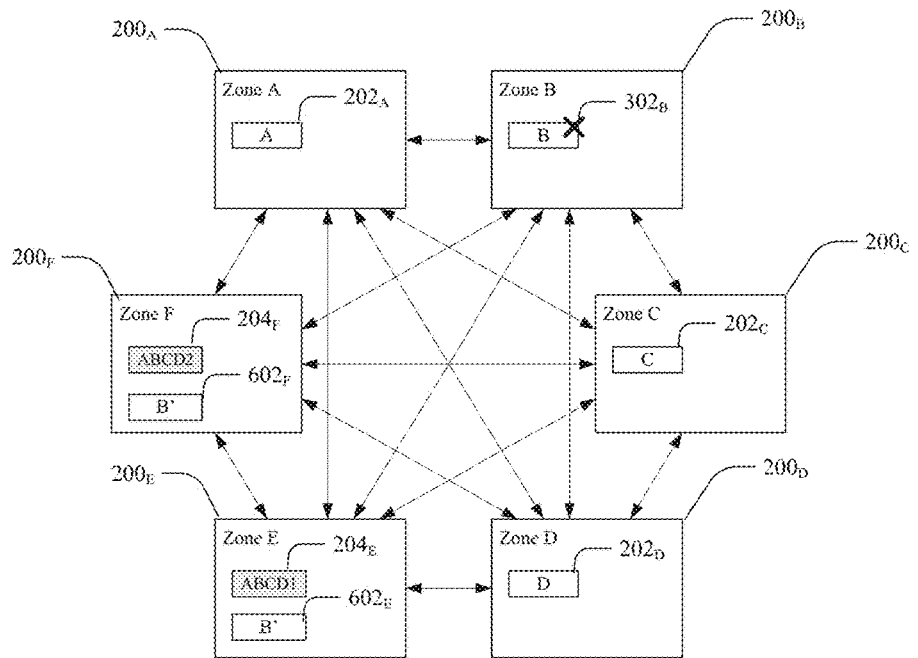 200A 200B
Zone A 202A
A
Zone B 302B
B
200F 200C
Zone F 204F
ABCD2
602F
B'
Zone C 202C
C
200E 200D
Zone E 204E
ABCD1
602E
B'
Zone D 202D
D